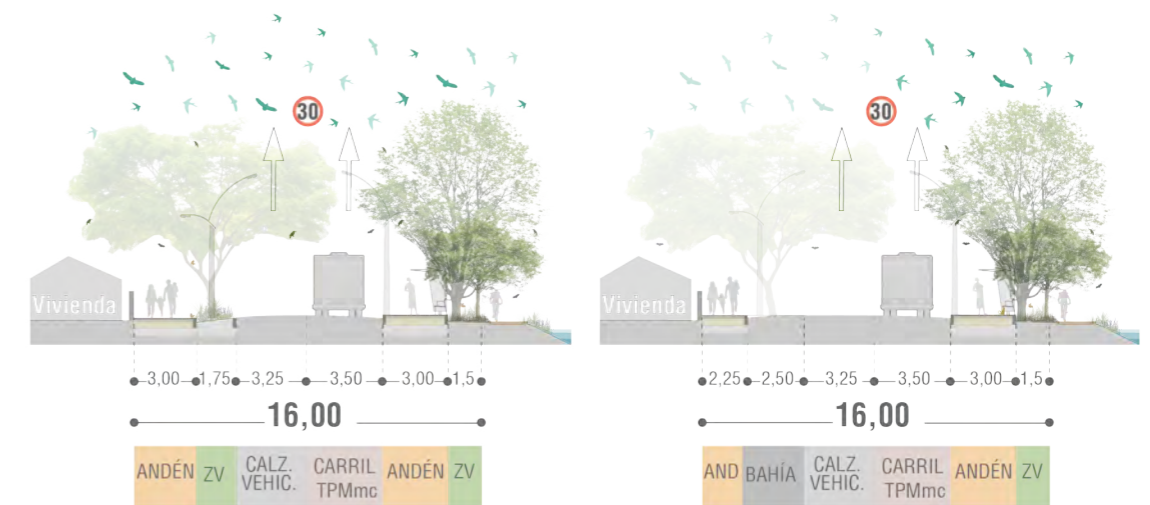 30
Vivienda
3,00 1,75 3,25 3,50 3,00 1,5
16,00
ANDÉN ZV CALZ. VEHIC. CARRIL TPMmc ANDÉN ZV
30
Vivienda
2,25 2,50 3,25 3,50 3,00 1,5
16,00
AND BAHÍA CALZ. VEHIC. CARRIL TPMmc ANDÉN ZV